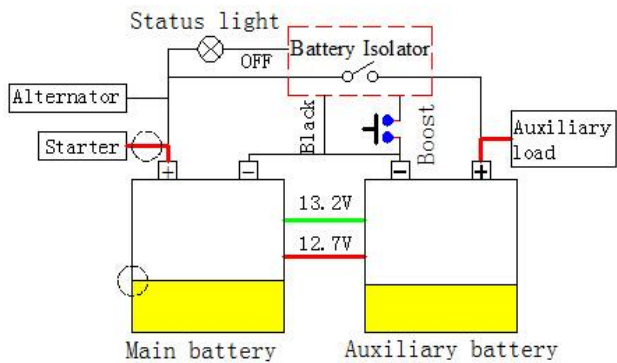 Status light
Battery Isolator
OFF
Alternator
Black
Boost
Starter
Auxiliary
load
+
−
−
+
13.2V
12.7V
Main battery
Auxiliary battery